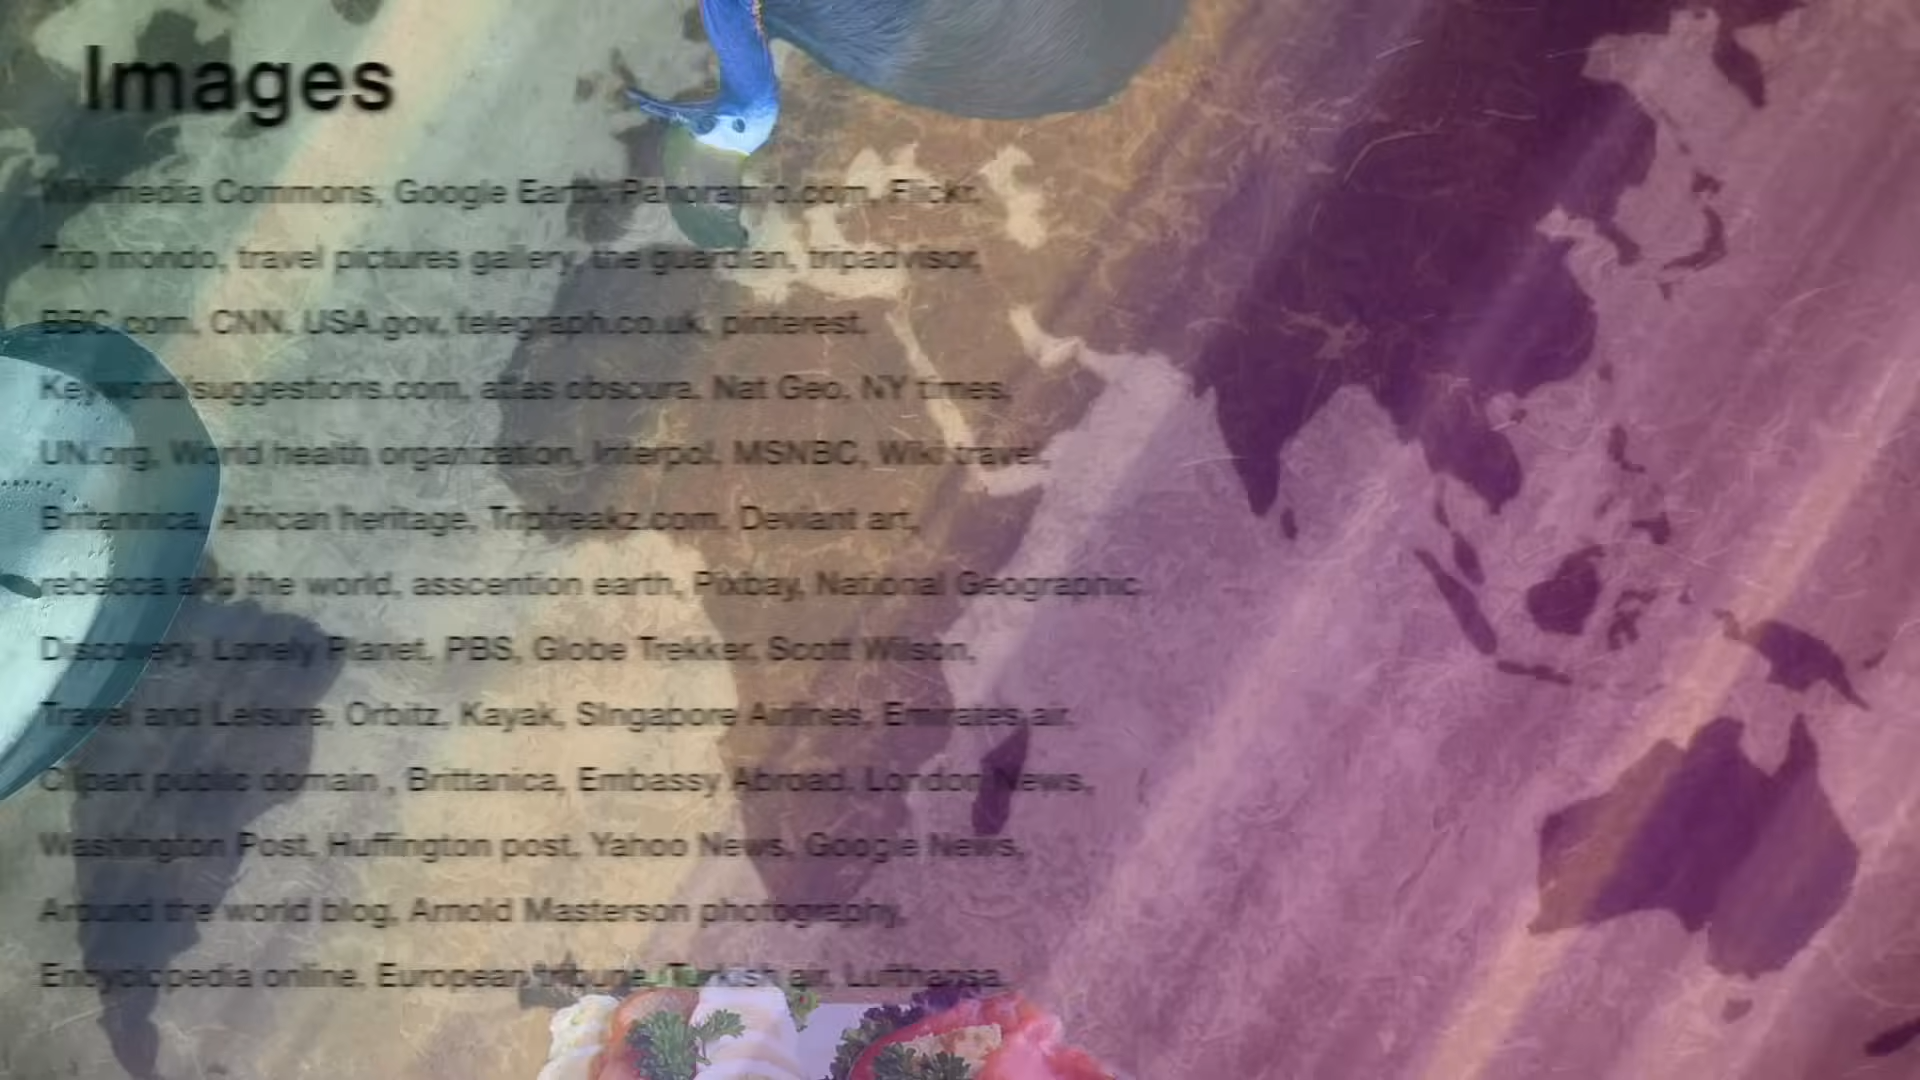 Images
Wikimedia Commons, Google Earth, Panoramio.com, Flickr,
Trip mondo, travel pictures gallery, the guardian, tripadvisor,
BBC.com, CNN, USA.gov, telegraph.co.uk, pinterest,
Keyword/suggestions.com, atlas obscura, Nat Geo, NY times,
UN.org, World health organization, Interpol, MSNBC, Wiki travel,
Britannica, African heritage, Tripfreakz.com, Deviant art,
rebecca and the world, asscention earth, Pixbay, National Geographic
Discovery, Lonely Planet, PBS, Globe Trekker, Scott Wilson,
Travel and Leisure, Orbitz, Kayak, SIngapore Airlines, Emirates air,
Clipart public domain , Brittanica, Embassy Abroad, London News,
Washington Post, Huffington post, Yahoo News, Google News,
Around the world blog, Arnold Masterson photography,
Encyclopedia online, European tribune, Turkish air, Lufthansa